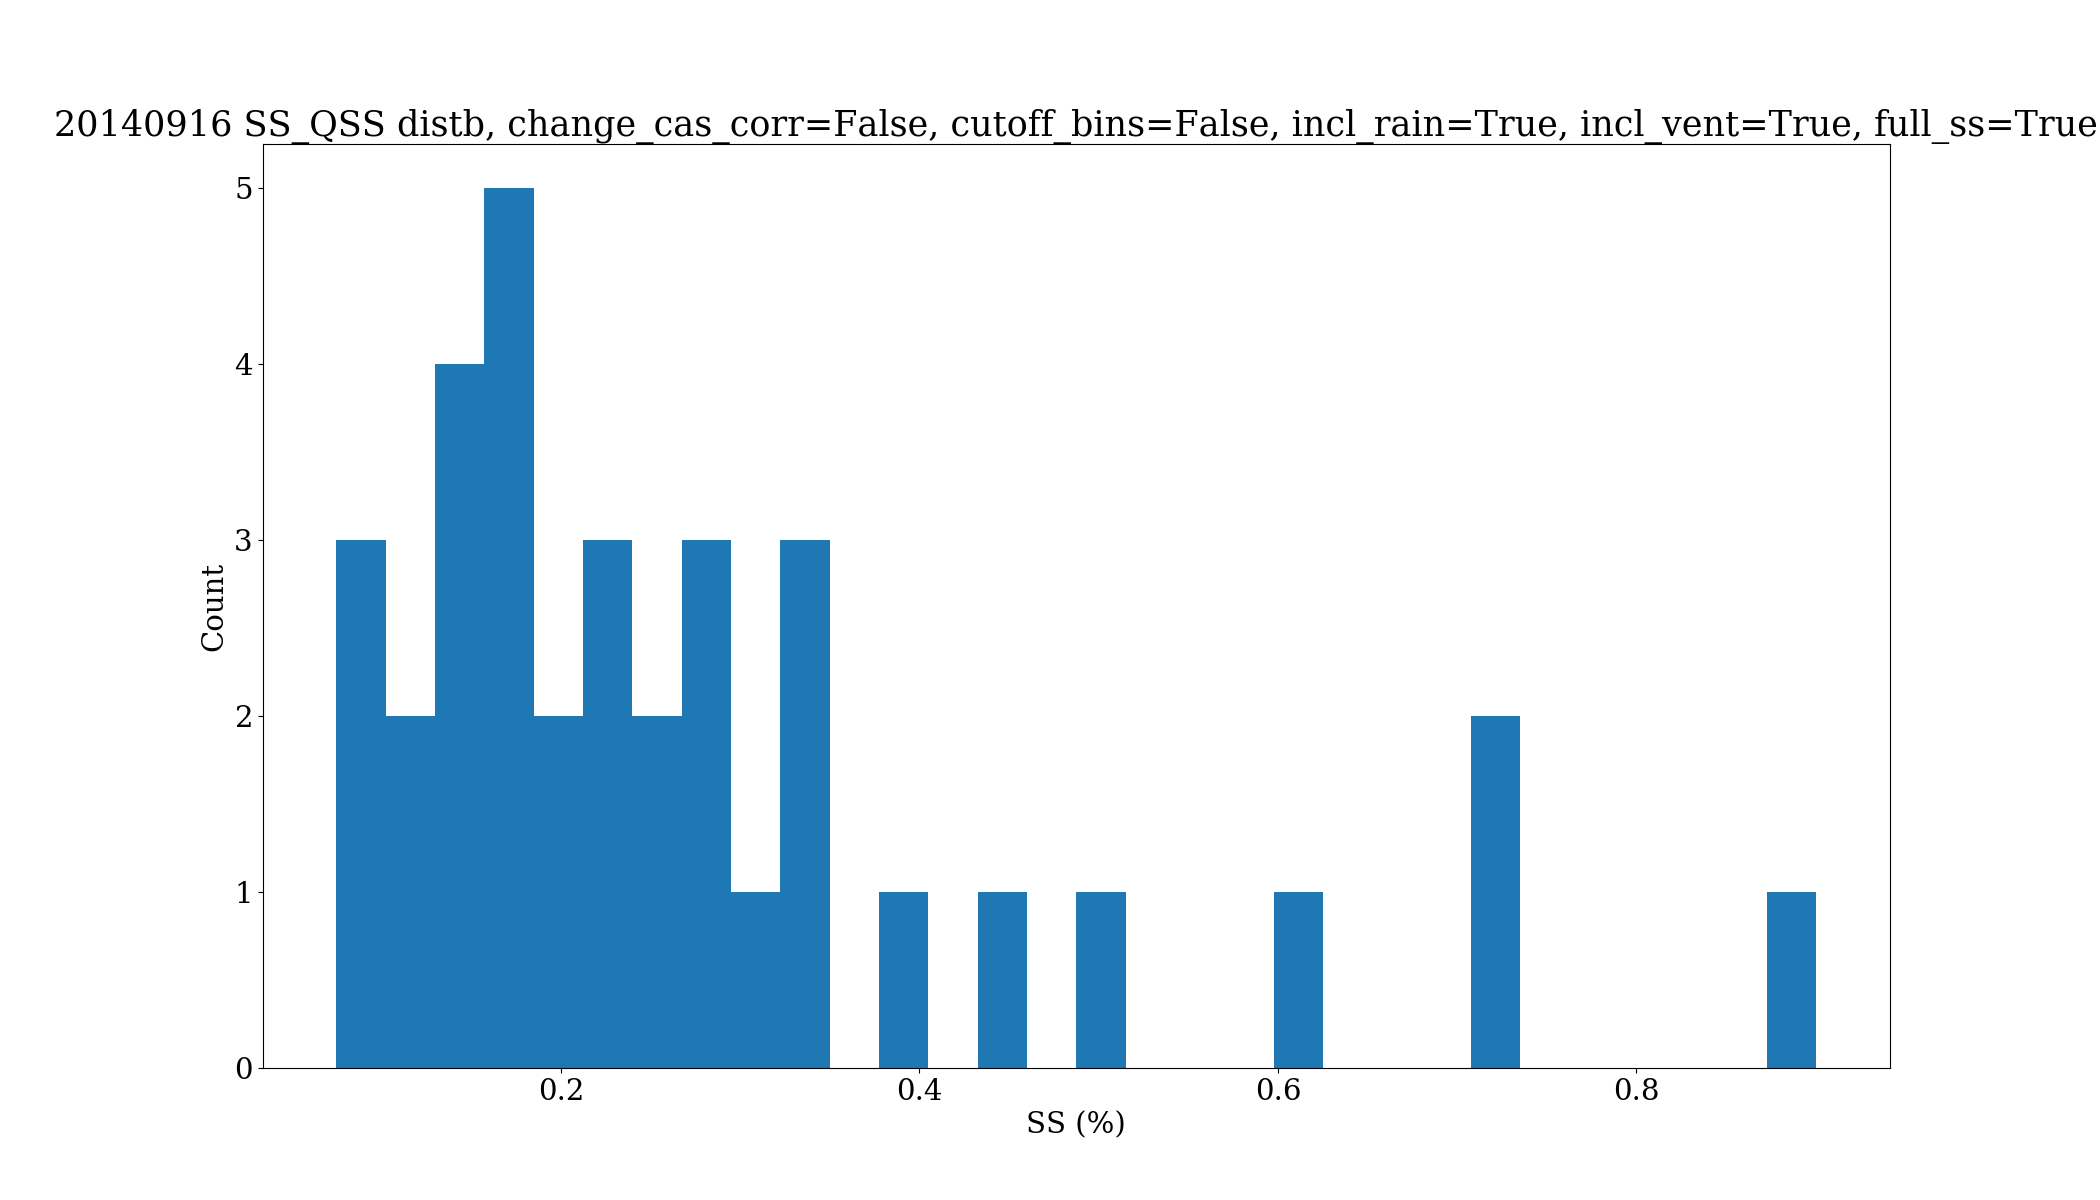 20140916 SS_QSS distb, change_cas_corr=False, cutoff_bins=False, incl_rain=True, incl_vent=True, full_ss=True
5
4
3
2
1
0
Count
0.2 0.4 0.6 0.8
SS (%)